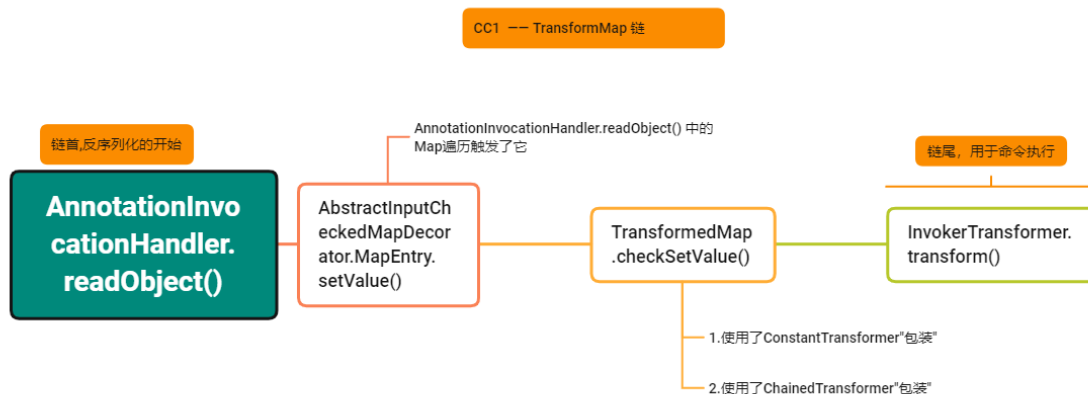 CC1 —— TransformMap 链
链首,反序列化的开始
AnnotationInvocationHandler.readObject() 中的
Map遍历触发了它
链尾，用于命令执行
AnnotationInvo
cationHandler.
readObject()
AbstractInputCh
eckedMapDecor
ator.MapEntry.
setValue()
TransformedMap
.checkSetValue()
InvokerTransformer.
transform()
1.使用了ConstantTransformer"包装"
2.使用了ChainedTransformer"包装"